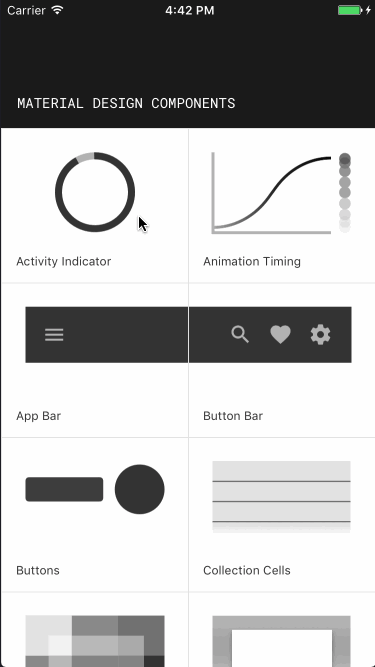 Carrier 4:42 PM
MATERIAL DESIGN COMPONENTS
Activity Indicator Animation Timing
App Bar Button Bar
Buttons Collection Cells